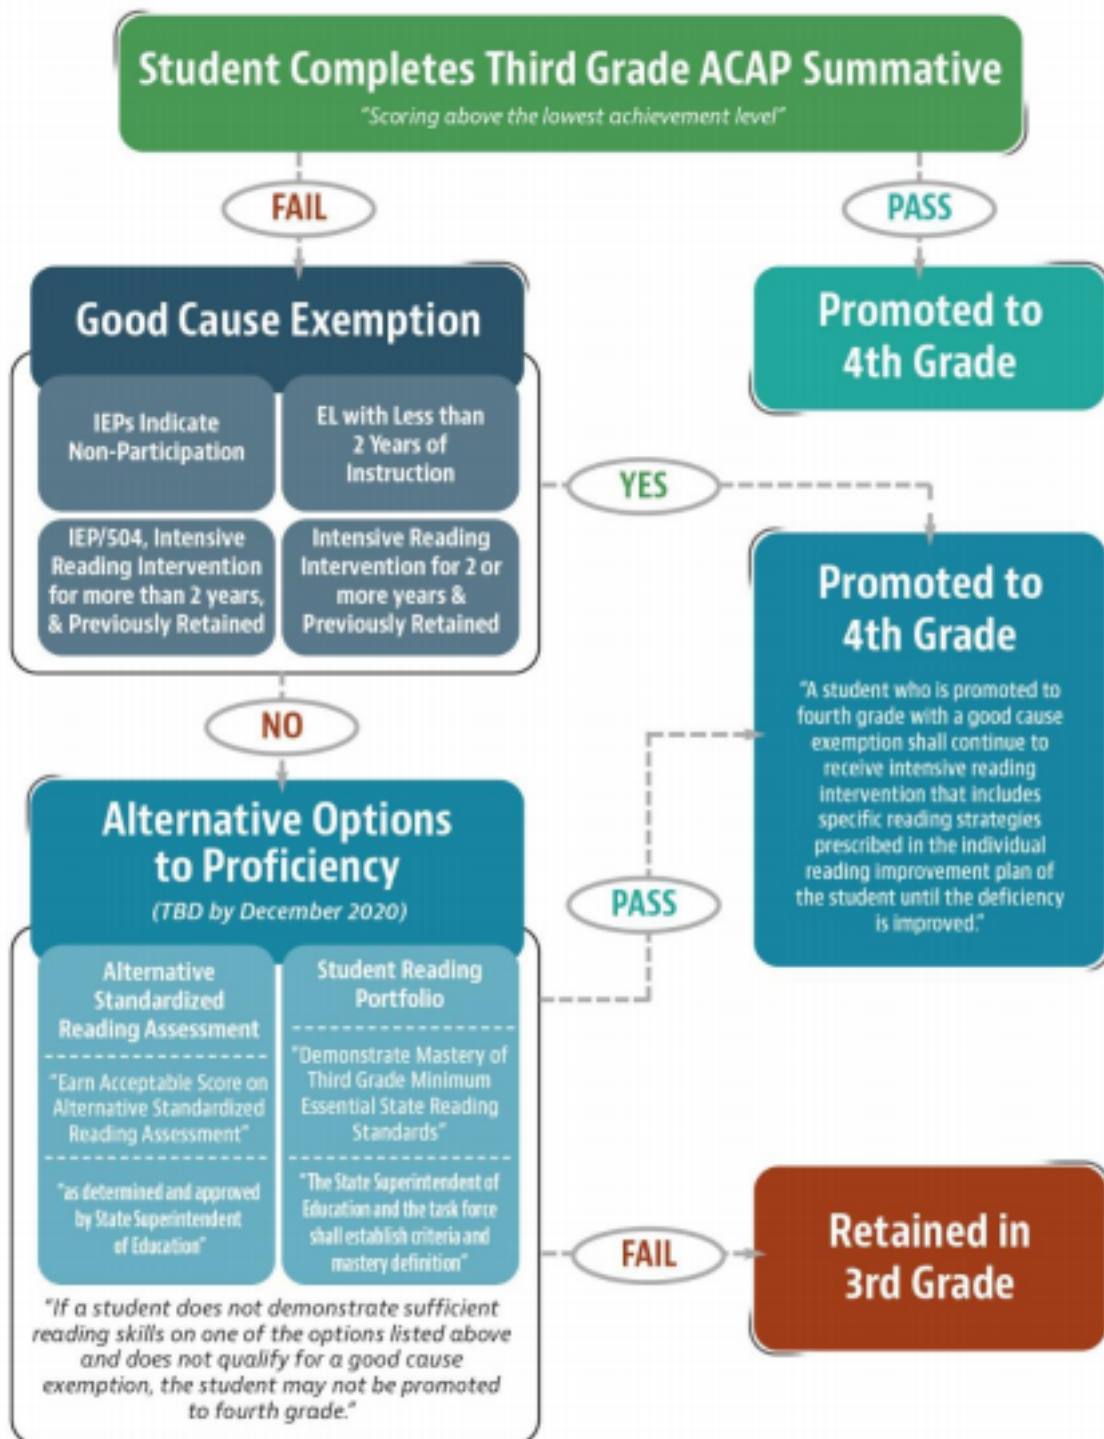 Student Completes Third Grade ACAP Summative
"Scoring above the lowest achievement level"
FAIL
PASS
Good Cause Exemption
Promoted to
4th Grade
IEPs Indicate
Non-Participation
EL with Less than
2 Years of
Instruction
YES
IEP/504, Intensive
Reading Intervention
for more than 2 years,
& Previously Retained
Intensive Reading
Intervention for 2 or
more years &
Previously Retained
Promoted to
4th Grade
"A student who is promoted to
fourth grade with a good cause
exemption shall continue to
receive intensive reading
intervention that includes
specific reading strategies
prescribed in the individual
reading improvement plan of
the student until the deficiency
is improved."
NO
Alternative Options
to Proficiency
(TBD by December 2020)
PASS
Alternative
Standardized
Reading Assessment
"Earn Acceptable Score on
Alternative Standardized
Reading Assessment"
"as determined and approved
by State Superintendent
of Education"
Student Reading
Portfolio
"Demonstrate Mastery of
Third Grade Minimum
Essential State Reading
Standards"
"The State Superintendent of
Education and the task force
shall establish criteria and
mastery definition"
FAIL
Retained in
3rd Grade
"If a student does not demonstrate sufficient
reading skills on one of the options listed above
and does not qualify for a good cause
exemption, the student may not be promoted
to fourth grade."